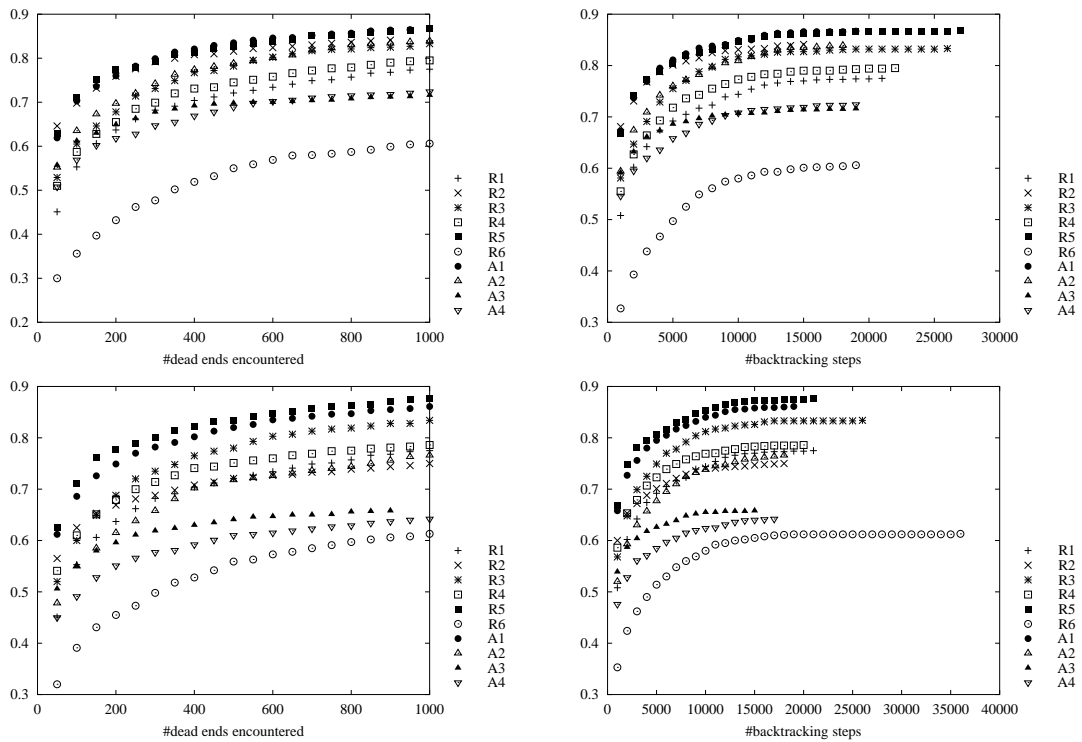 0.9
0.8
0.7
0.6
0.5
0.4
0.3
0.2
0 200 400 600 800 1000
#dead ends encountered
R1
R2
R3
R4
R5
R6
A1
A2
A3
A4
0.9
0.8
0.7
0.6
0.5
0.4
0.3
0 5000 10000 15000 20000 25000 30000
#backtracking steps
R1
R2
R3
R4
R5
R6
A1
A2
A3
A4
0.9
0.8
0.7
0.6
0.5
0.4
0.3
0 200 400 600 800 1000
#dead ends encountered
R1
R2
R3
R4
R5
R6
A1
A2
A3
A4
0.9
0.8
0.7
0.6
0.5
0.4
0.3
0 5000 10000 15000 20000 25000 30000 35000 40000
#backtracking steps
R1
R2
R3
R4
R5
R6
A1
A2
A3
A4